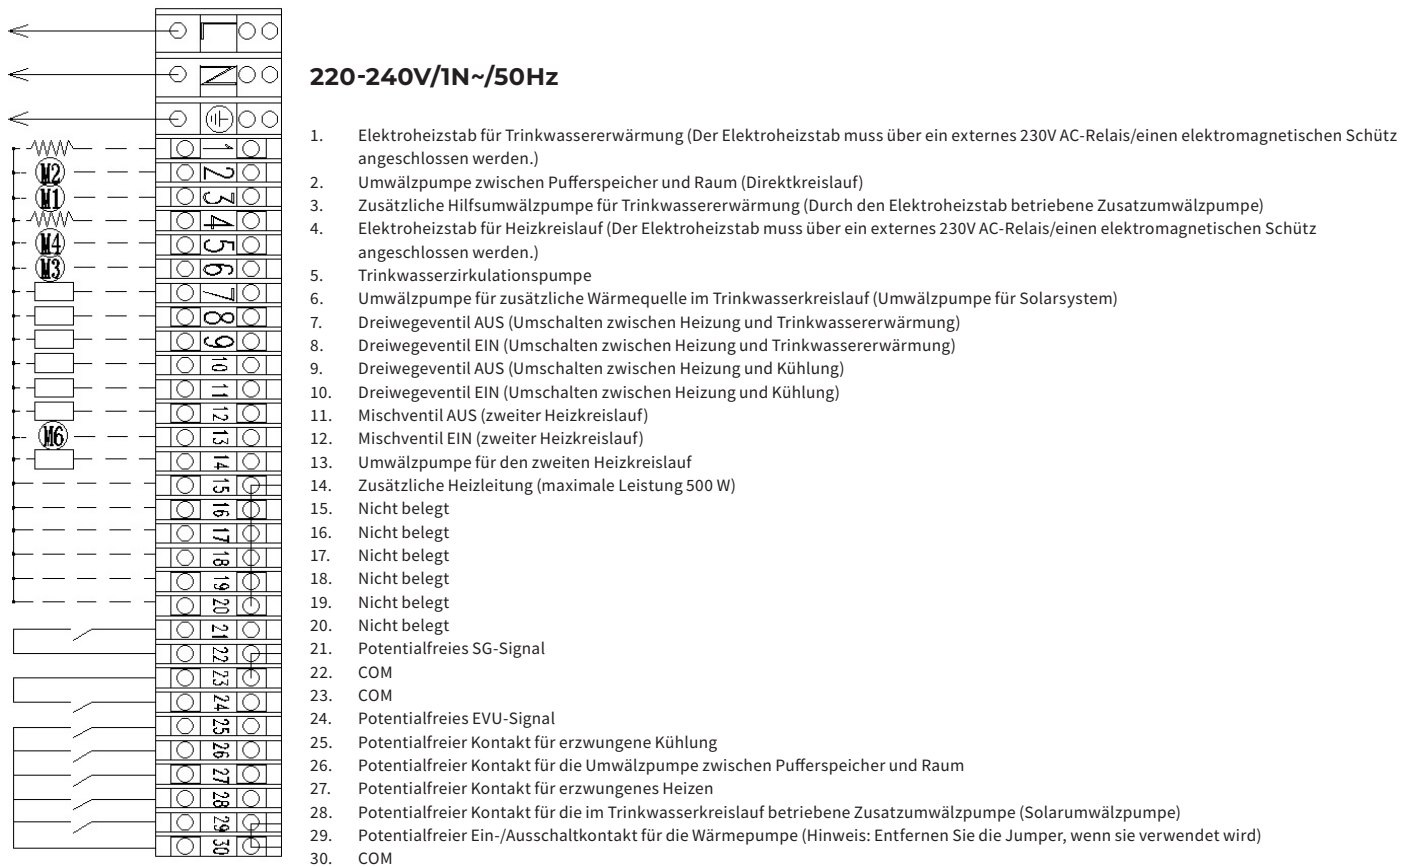 L
N
220-240V/1N~/50Hz
1. Elektroheizstab für Trinkwassererwärmung (Der Elektroheizstab muss über ein externes 230V AC-Relais/einen elektromagnetischen Schütz
angeschlossen werden.)
2. Umwälzpumpe zwischen Pufferspeicher und Raum (Direktkreislauf)
3. Zusätzliche Hilfsumwälzpumpe für Trinkwassererwärmung (Durch den Elektroheizstab betriebene Zusatzumwälzpumpe)
4. Elektroheizstab für Heizkreislauf (Der Elektroheizstab muss über ein externes 230V AC-Relais/einen elektromagnetischen Schütz
angeschlossen werden.)
5. Trinkwasserzirkulationspumpe
6. Umwälzpumpe für zusätzliche Wärmequelle im Trinkwasserkreislauf (Umwälzpumpe für Solarsystem)
7. Dreiwegeventil AUS (Umschalten zwischen Heizung und Trinkwassererwärmung)
8. Dreiwegeventil EIN (Umschalten zwischen Heizung und Trinkwassererwärmung)
9. Dreiwegeventil AUS (Umschalten zwischen Heizung und Kühlung)
10. Dreiwegeventil EIN (Umschalten zwischen Heizung und Kühlung)
11. Mischventil AUS (zweiter Heizkreislauf)
12. Mischventil EIN (zweiter Heizkreislauf)
13. Umwälzpumpe für den zweiten Heizkreislauf
14. Zusätzliche Heizleitung (maximale Leistung 500 W)
15. Nicht belegt
16. Nicht belegt
17. Nicht belegt
18. Nicht belegt
19. Nicht belegt
20. Nicht belegt
21. Potentialfreies SG-Signal
22. COM
23. COM
24. Potentialfreies EVU-Signal
25. Potentialfreier Kontakt für erzwungene Kühlung
26. Potentialfreier Kontakt für die Umwälzpumpe zwischen Pufferspeicher und Raum
27. Potentialfreier Kontakt für erzwungenes Heizen
28. Potentialfreier Kontakt für die im Trinkwasserkreislauf betriebene Zusatzumwälzpumpe (Solarumwälzpumpe)
29. Potentialfreier Ein-/Ausschaltkontakt für die Wärmepumpe (Hinweis: Entfernen Sie die Jumper, wenn sie verwendet wird)
30. COM
1
M2 2
M1 3
4
M4 5
M3 6
7
8
9
10
11
12
M6 13
14
15
16
17
18
19
20
21
22
23
24
25
26
27
28
29
30